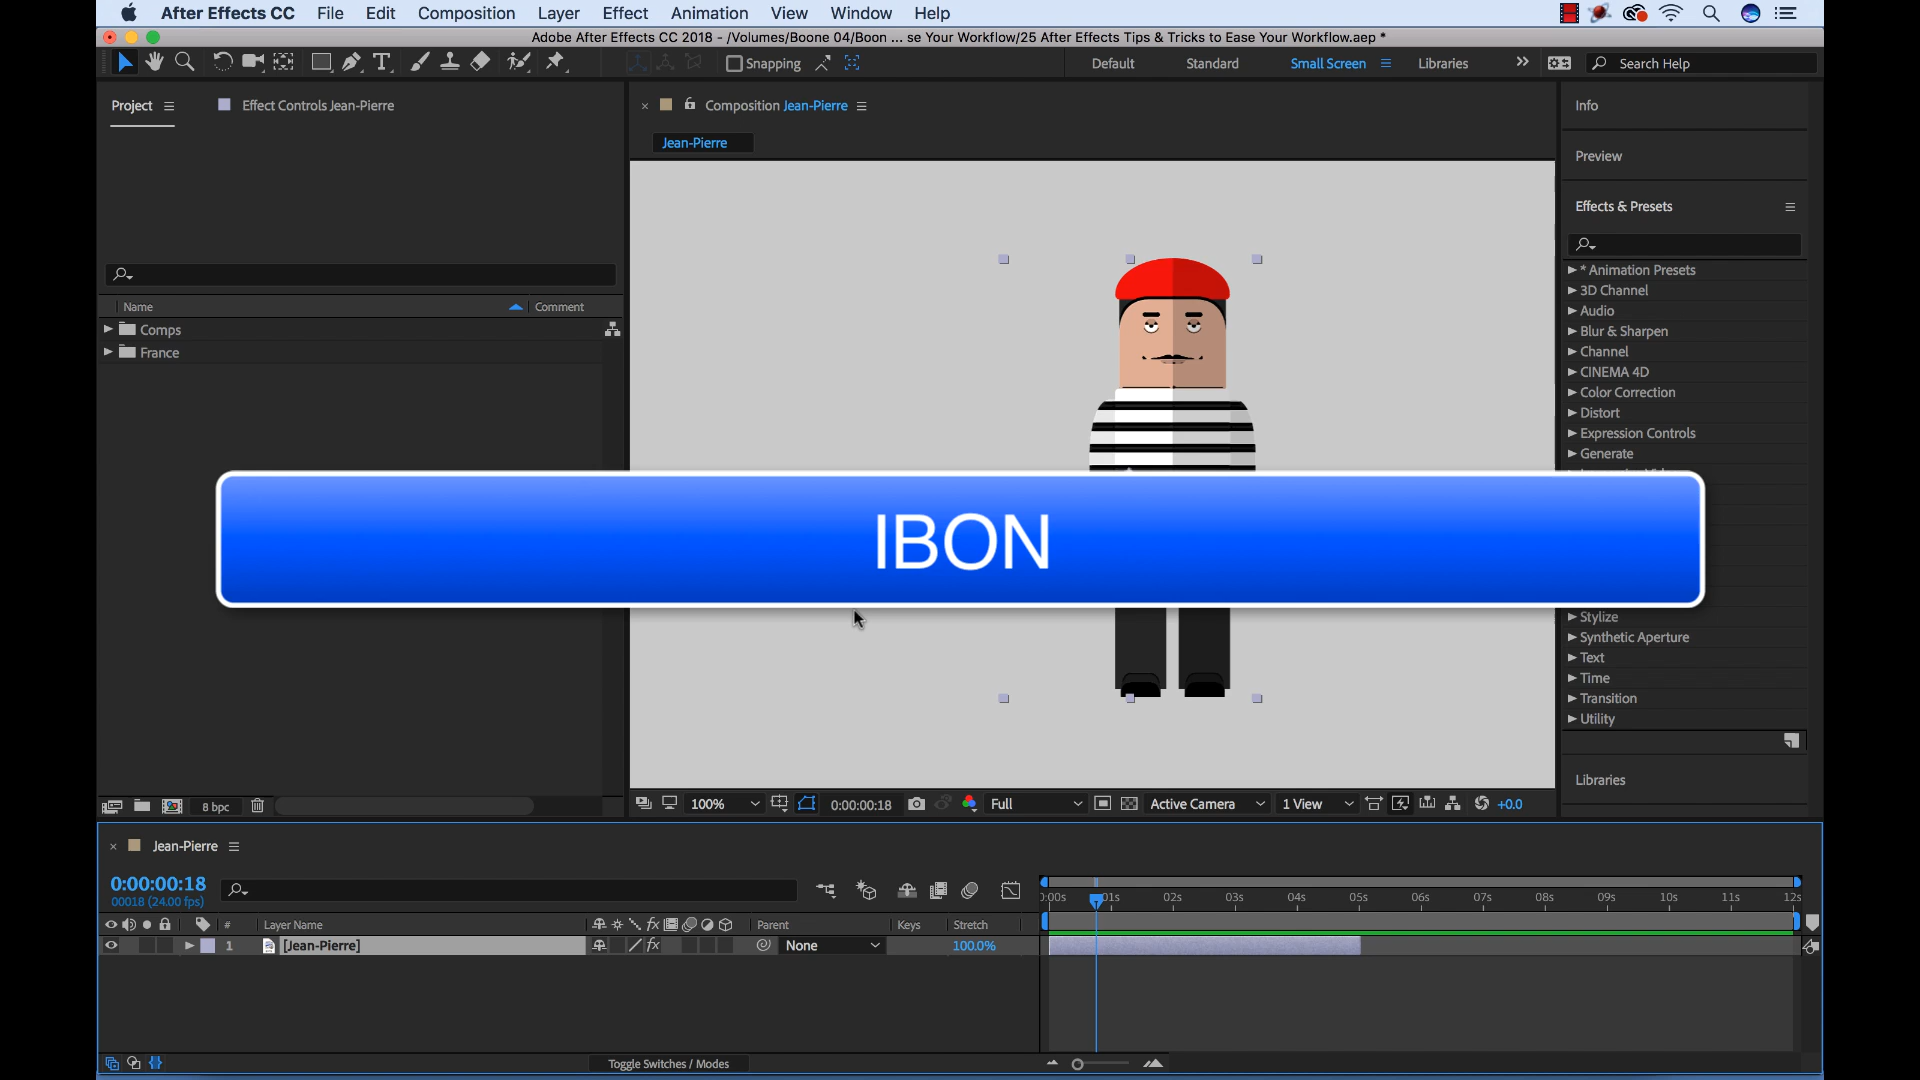 After Effects CC File Edit Composition Layer Effect Animation View Window Help
Adobe After Effects CC 2018 - /Volumes/Boone 04/Boon ... se Your Workflow/25 After Effects Tips & Tricks to Ease Your Workflow.aep *
Snapping Default Standard Small Screen Libraries Search Help
Project Effect Controls Jean-Pierre
Composition Jean-Pierre
Jean-Pierre
Name Comment
Comps
France
IBON
Info
Preview
Effects & Presets
* Animation Presets
3D Channel
Audio
Blur & Sharpen
Channel
CINEMA 4D
Color Correction
Distort
Expression Controls
Generate
Stylize
Synthetic Aperture
Text
Time
Transition
Utility
Libraries
8 bpc
100% 0:00:00:18 Full Active Camera 1 View +0.0
Jean-Pierre
0:00:00:18
00018 (24.00 fps)
0:00s 01s 02s 03s 04s 05s 06s 07s 08s 09s 10s 11s 12s
# Layer Name Parent Keys Stretch
1 [Jean-Pierre] None 100.0%
Toggle Switches / Modes